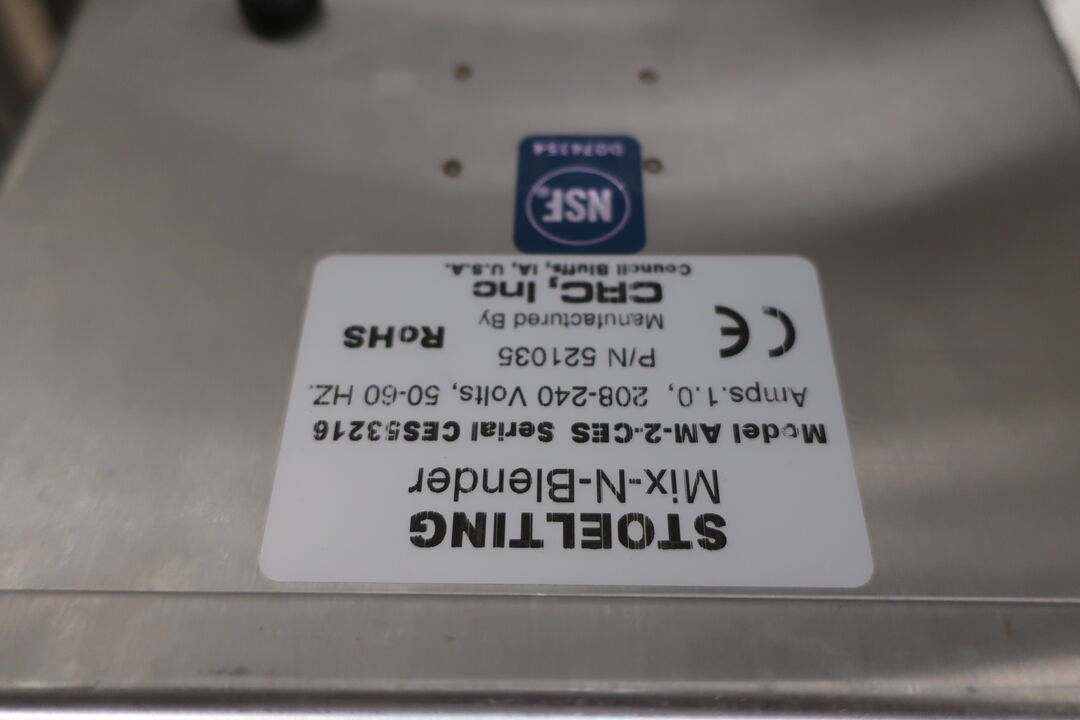 STOELTING
Mix-N-Blender
Model AM-2-CES Serial CES53216
Amps.1.0, 208-240 Volts, 50-60 HZ.
P/N 521035
CE
Manufactured By
RoHS
CRC, Inc
Council Bluffs, IA, U.S.A.
NSF®
DO74254